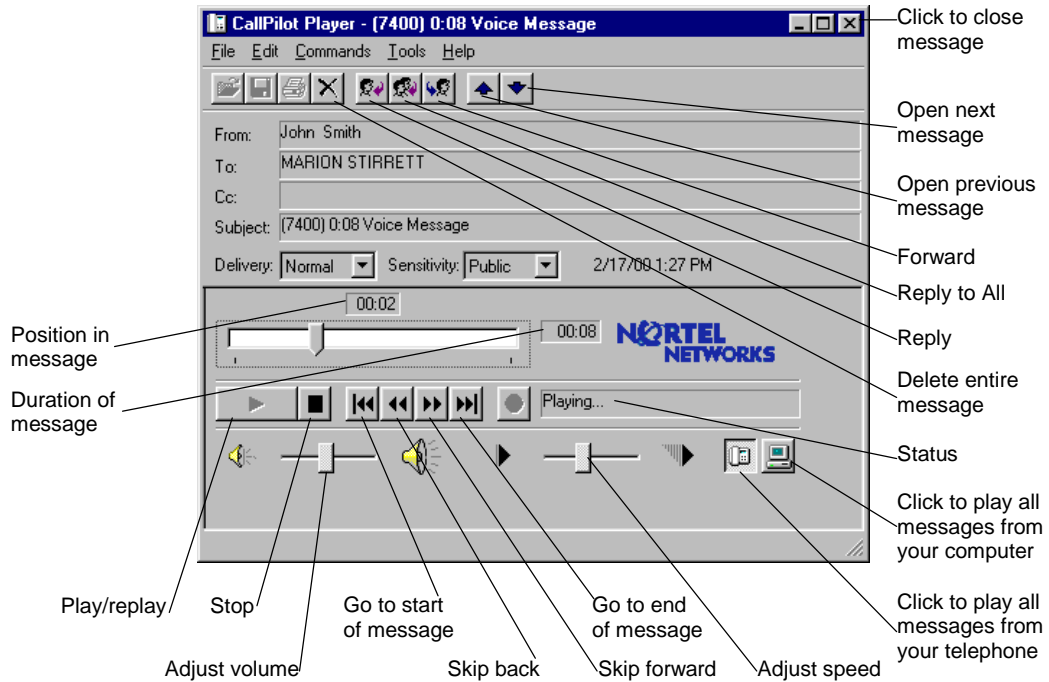 CallPilot Player - (7400) 0:08 Voice Message
File Edit Commands Tools Help
From: John Smith
To: MARION STIRRETT
Cc:
Subject: (7400) 0:08 Voice Message
Delivery: Normal Sensitivity: Public 2/17/00 1:27 PM
00:02
00:08
NORTEL
NETWORKS
Playing...
Click to close
message
Open next
message
Open previous
message
Forward
Reply to All
Reply
Delete entire
message
Status
Click to play all
messages from
your computer
Click to play all
messages from
your telephone
Position in
message
Duration of
message
Play/replay
Stop
Go to start
of message
Go to end
of message
Adjust volume
Skip back
Skip forward
Adjust speed